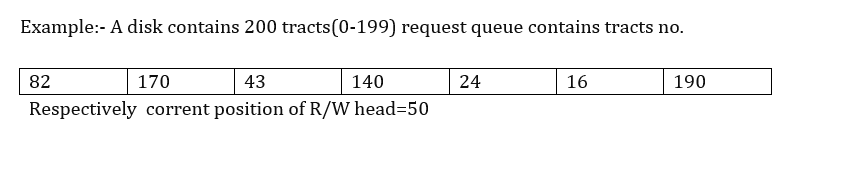 Example:- A disk contains 200 tracts(0-199) request queue contains tracts no.
82 170 43 140 24 16 190
Respectively corrent position of R/W head=50